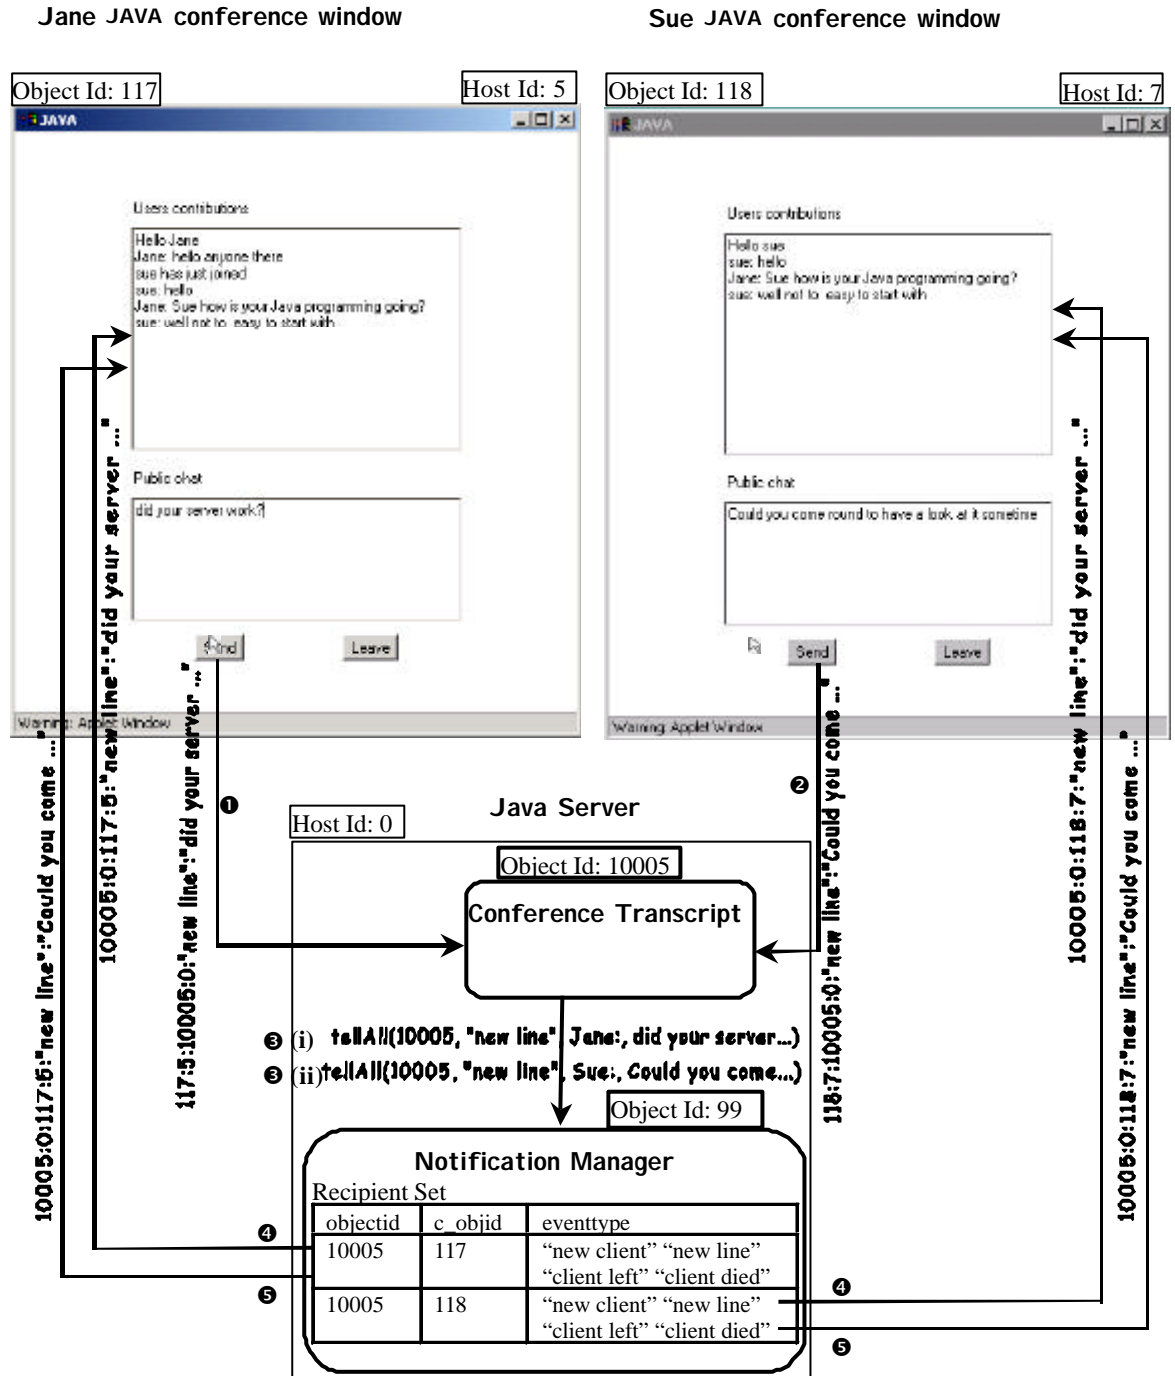 Jane JAVA conference window
Sue JAVA conference window
Object Id: 117
Host Id: 5
JAVA
Users contributions
Hello Jane
Jane: hello anyone there
sue has just joined
sue: hello
Jane: Sue how is your Java programming going?
sue: well not to easy to start with
Public chat
did your server work?
Send
Leave
Warning: Applet Window
Object Id: 118
Host Id: 7
JAVA
Users contributions
Hello sue
sue: hello
Jane: Sue how is your Java programming going?
sue: well not to easy to start with
Public chat
Could you come round to have a look at it sometime
Send
Leave
Warning: Applet Window
10005:0:117:5:"new line":"Could you come ..."
10005:0:117:5:"new line":"did your server ..."
117:5:10005:0:"new line":"did your server ..."
❶
❷
118:7:10005:0:"new line":"Could you come ..."
10005:0:118:7:"new line":"did your server ..."
10005:0:118:7:"new line":"Could you come ..."
Java Server
Host Id: 0
Object Id: 10005
Conference Transcript
❸ (i) tellAll(10005, "new line", Jane:, did your server...)
❸ (ii) tellAll(10005, "new line", Sue:, Could you come...)
Object Id: 99
Notification Manager
Recipient Set
objectid c_objid eventtype
❹
10005 117 “new client” “new line”
“client left” “client died”
❺
10005 118 “new client” “new line”
❹
“client left” “client died”
❺